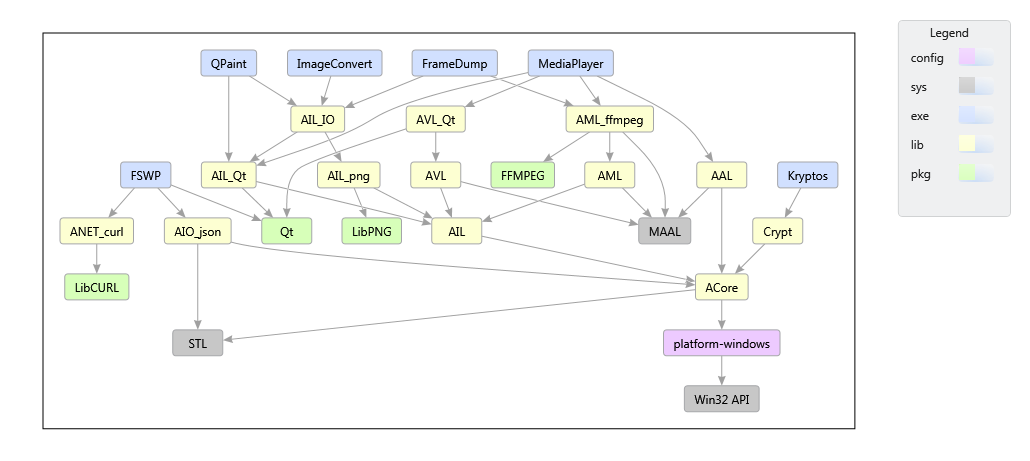 QPaint ImageConvert FrameDump MediaPlayer
AIL_IO AVL_Qt AML_ffmpeg
FSWP AIL_Qt AIL_png AVL FFMPEG AML AAL Kryptos
ANET_curl AIO_json Qt LibPNG AIL MAAL Crypt
LibCURL ACore
STL platform-windows
Win32 API
Legend
config
sys
exe
lib
pkg